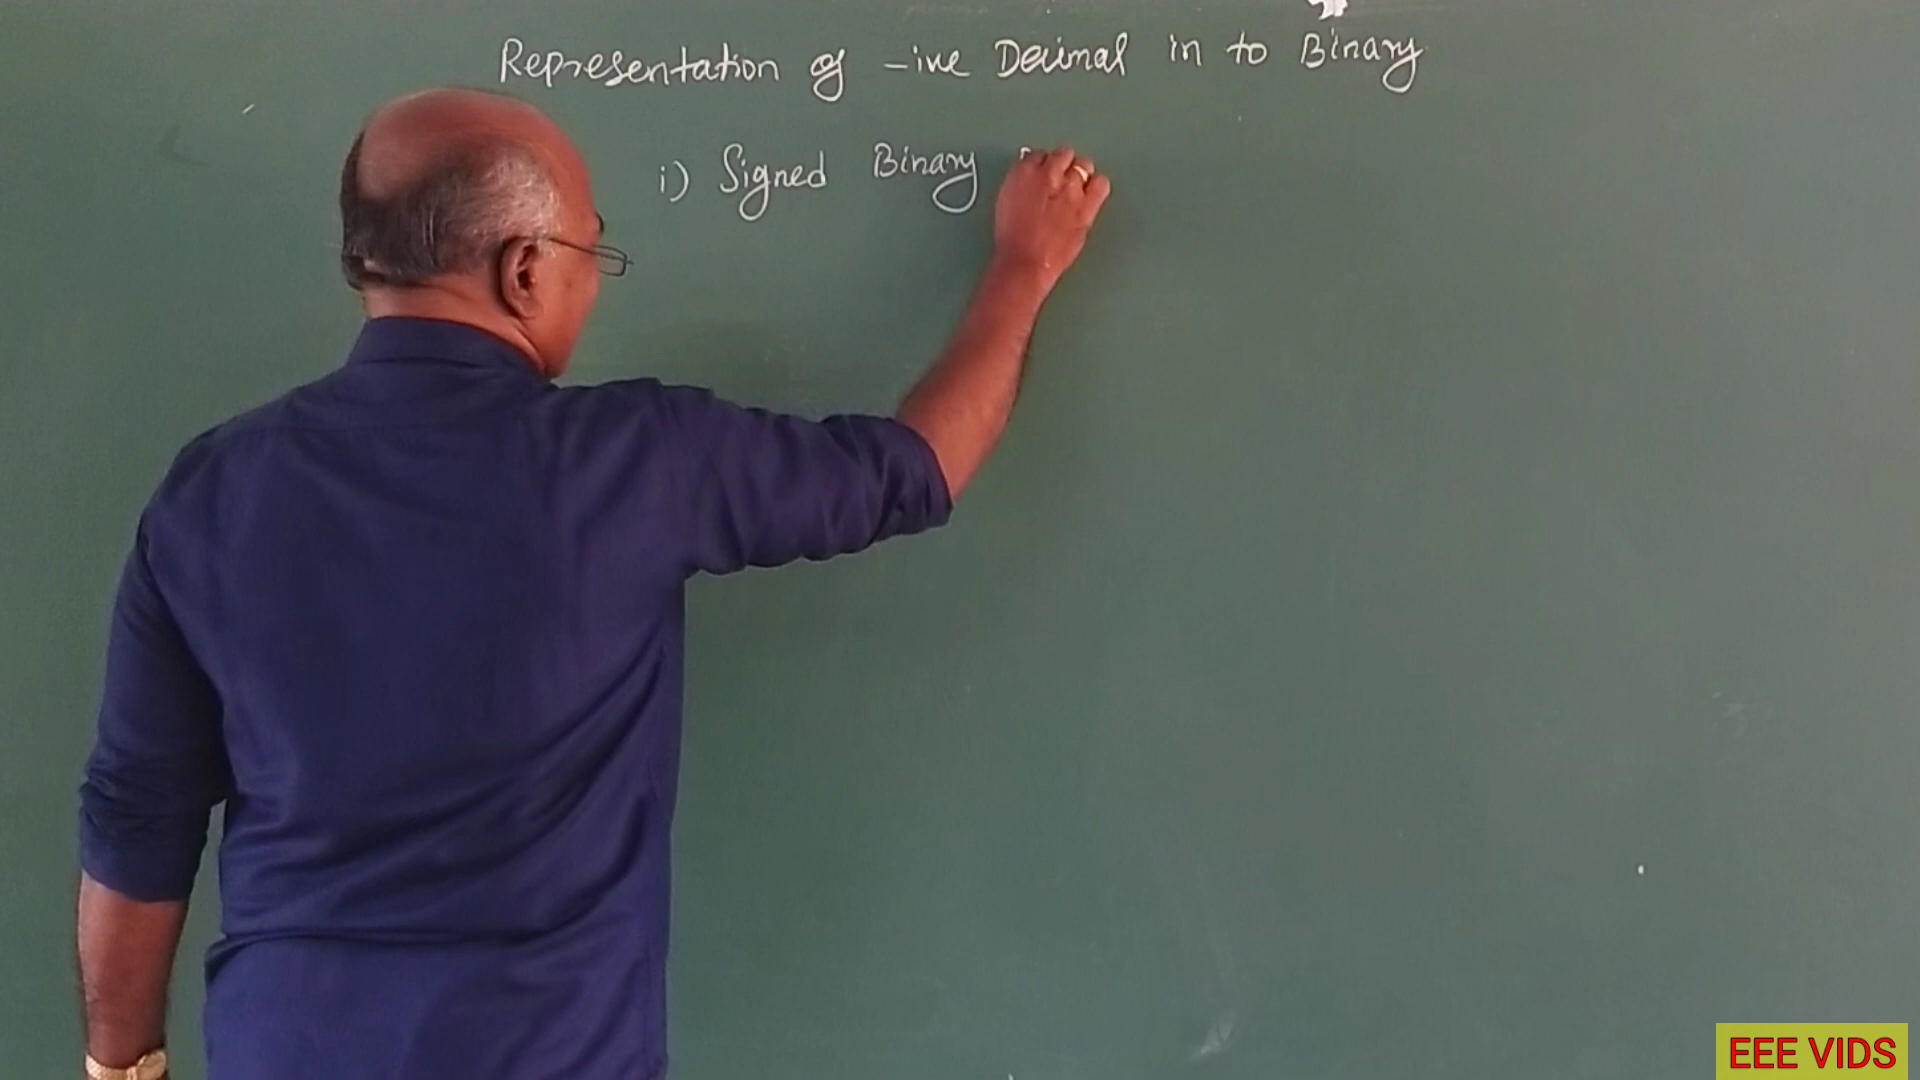 Representation of -ive Decimal in to Binary
i) Signed Binary
EEE VIDS